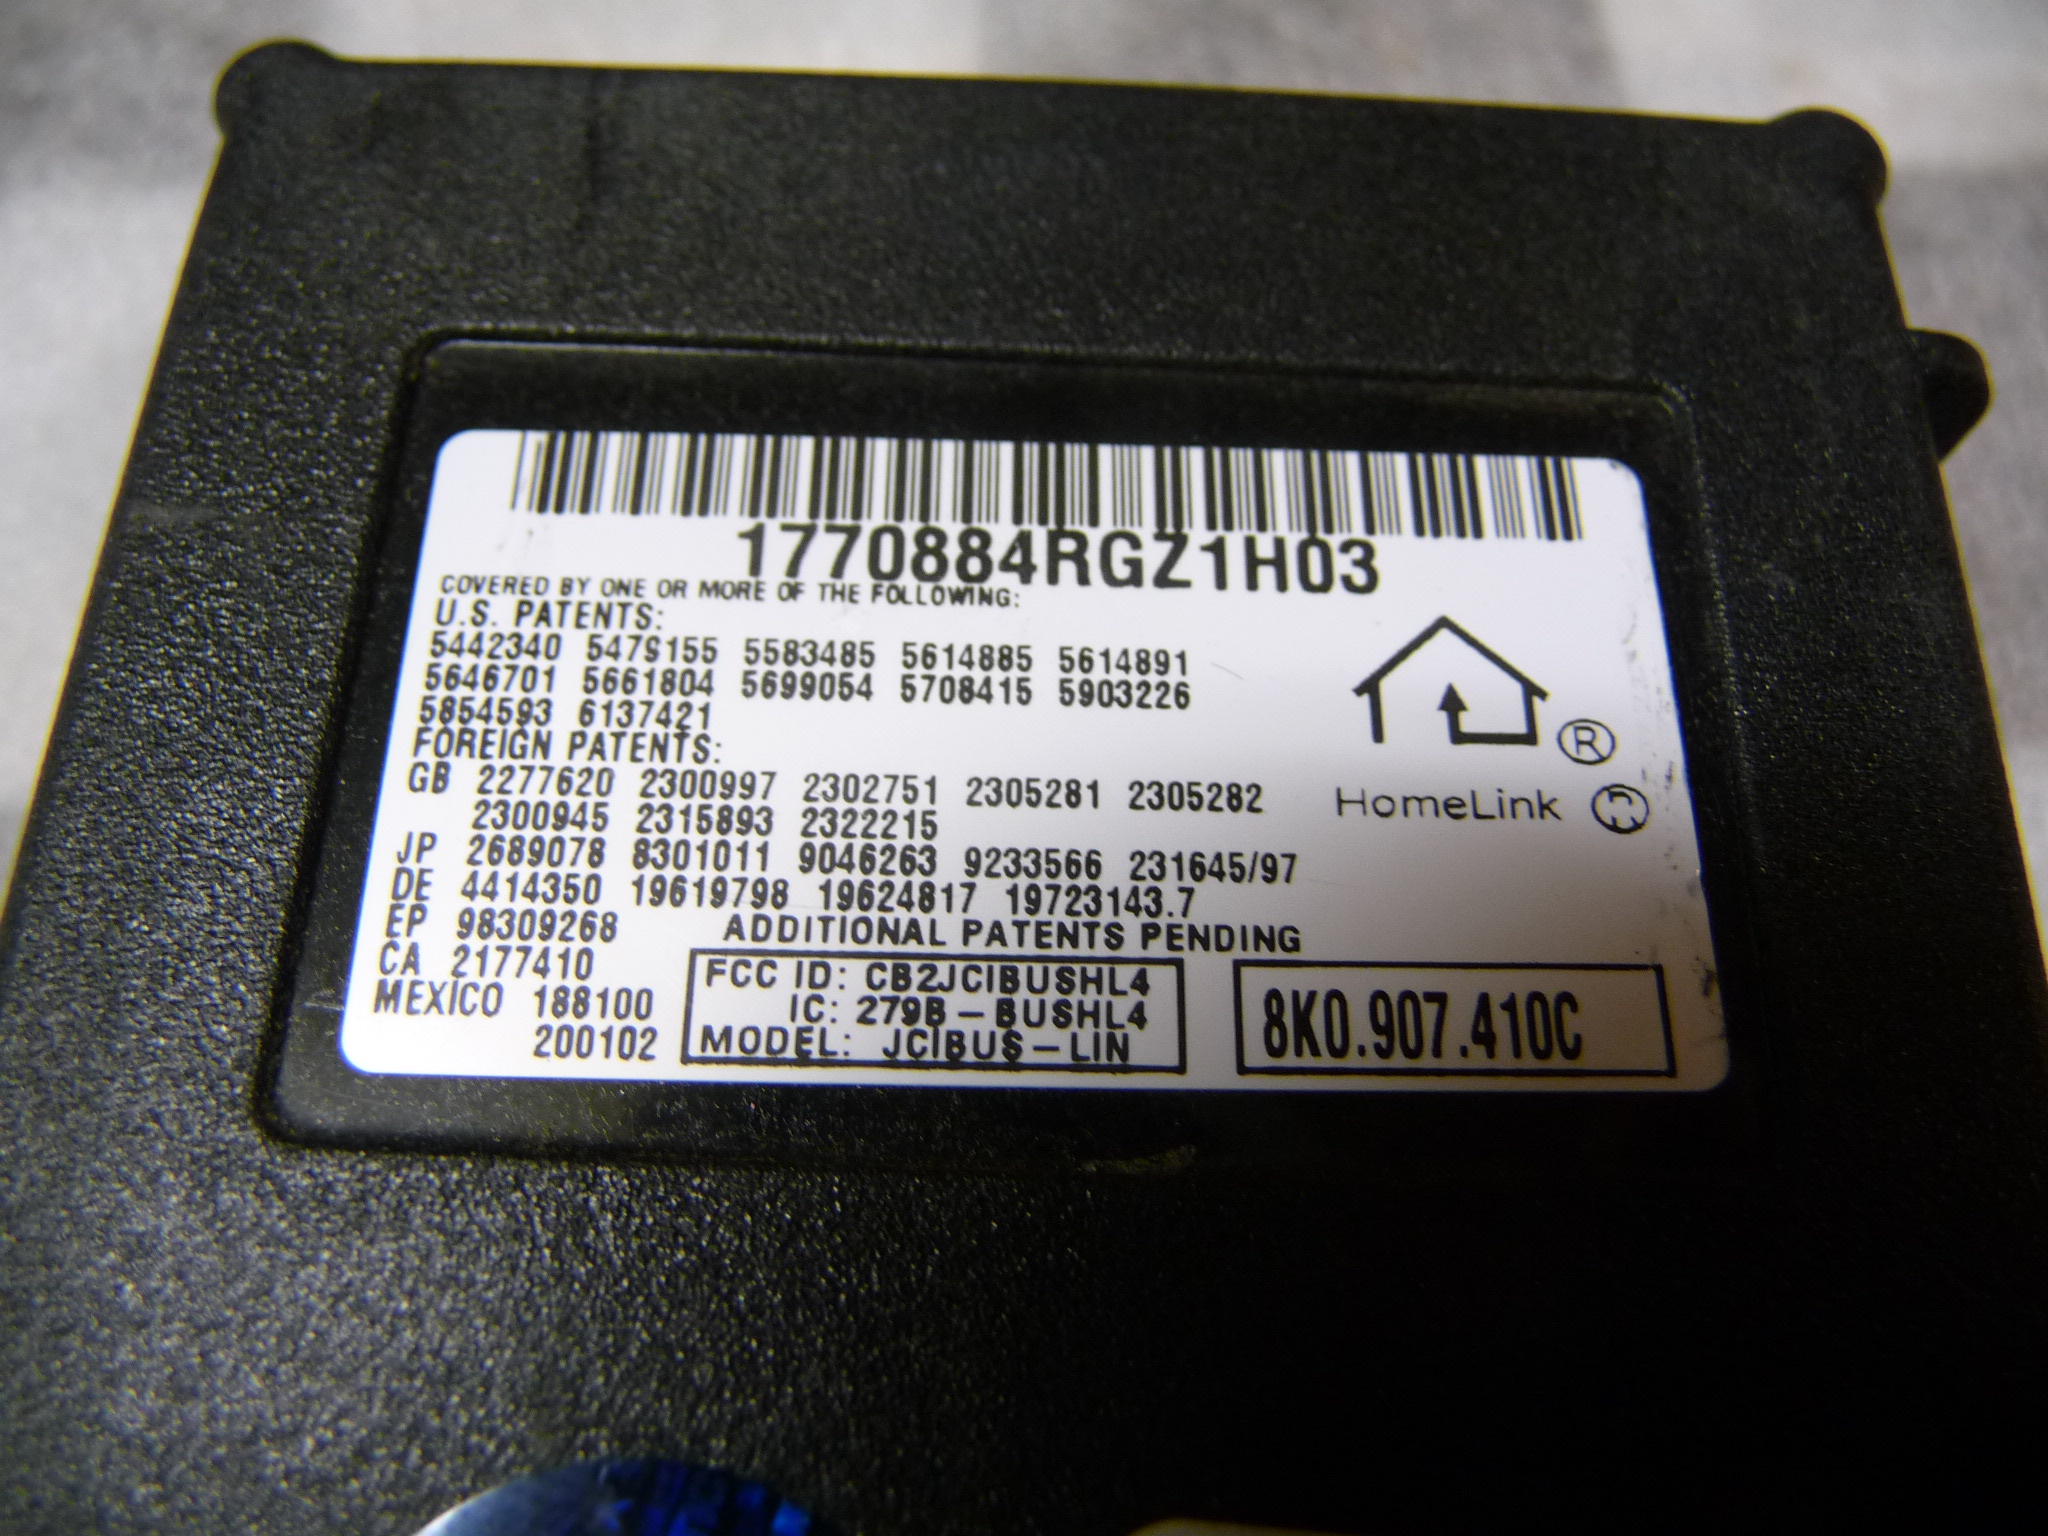 1770884RGZ1H03
COVERED BY ONE OR MORE OF THE FOLLOWING:
U.S. PATENTS:
5442340 5479155 5583485 5614885 5614891
5646701 5661804 5699054 5708415 5903226
5854593 6137421
FOREIGN PATENTS:
GB 2277620 2300997 2302751 2305281 2305282
2300945 2315893 2322215
JP 2689078 8301011 9046263 9233566 231645/97
DE 4414350 19619798 19624817 19723143.7
EP 98309268
ADDITIONAL PATENTS PENDING
CA 2177410
MEXICO 188100
200102
FCC ID: CB2JCIBUSHL4
IC: 279B-BUSHL4
MODEL: JCIBUS-LIN
8K0.907.410C
®
HomeLink ®